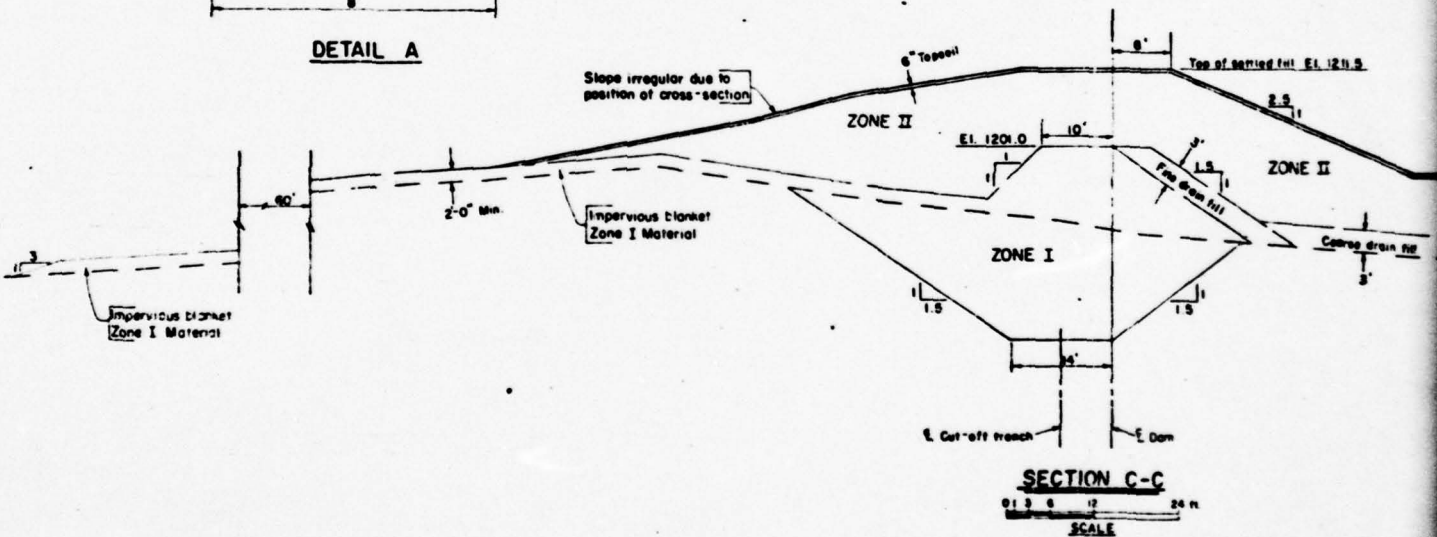 DETAIL A
8'
6" Topsoil
Top of settled fill El. 1211.5
Slope irregular due to
position of cross-section
2.5
1
ZONE II
10'
El. 1201.0
1
1
3'
1.5
1
ZONE II
Fine drain fill
60'
2'-0" Min.
Impervious blanket
Zone I Material
Coarse drain fill
3'
ZONE I
3
1
Impervious blanket
Zone I Material
1
1.5
1
1.5
14'
℄ Cut-off trench
℄ Dam
SECTION C-C
0 1 3 6 12 24 ft.
SCALE